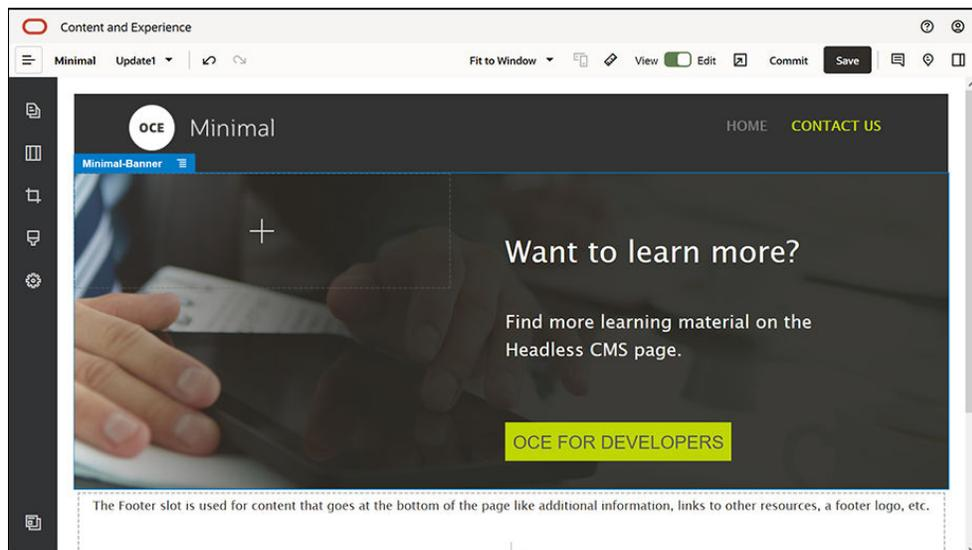 Content and Experience
Minimal Update1 Fit to Window View Edit Commit Save
OCE Minimal HOME CONTACT US
Minimal-Banner
Want to learn more?
Find more learning material on the
Headless CMS page.
OCE FOR DEVELOPERS
The Footer slot is used for content that goes at the bottom of the page like additional information, links to other resources, a footer logo, etc.